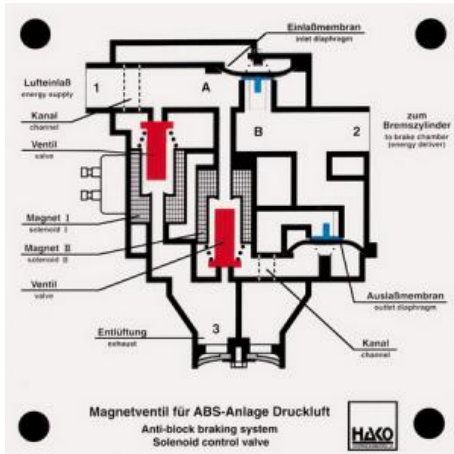 Einlaßmembran
inlet diaphragm
Lufteinlaß
energy supply
1
A
Kanal
channel
B
2
zum
Bremszylinder
to brake chamber
(energy deliver)
Ventil
valve
Magnet I
solenoid I
Magnet II
solenoid II
Ventil
valve
Auslaßmembran
outlet diaphragm
Entlüftung
exhaust
3
Kanal
channel
Magnetventil für ABS-Anlage Druckluft
Anti-block braking system
Solenoid control valve
HAKO